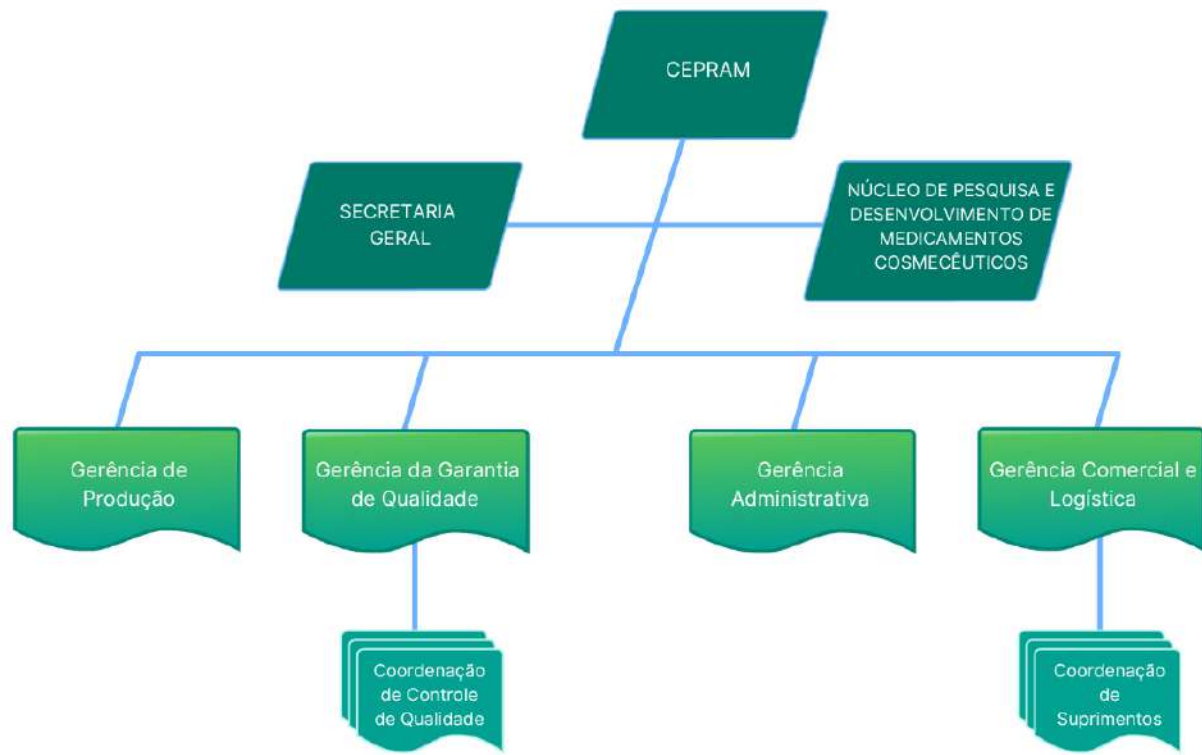 CEPRAM
SECRETARIA
GERAL
NÚCLEO DE PESQUISA E
DESENVOLVIMENTO DE
MEDICAMENTOS
COSMECÊUTICOS
Gerência de
Produção
Gerência da Garantia
de Qualidade
Gerência
Administrativa
Gerência Comercial e
Logística
Coordenação
de Controle
de Qualidade
Coordenação
de
Suprimentos